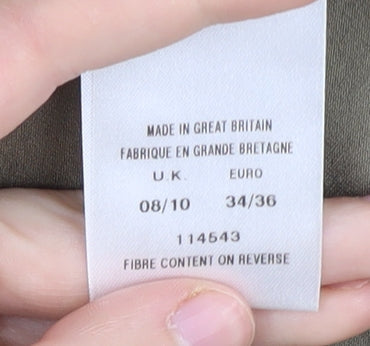 MADE IN GREAT BRITAIN
FABRIQUE EN GRANDE BRETAGNE
U.K. EURO
08/10 34/36
114543
FIBRE CONTENT ON REVERSE